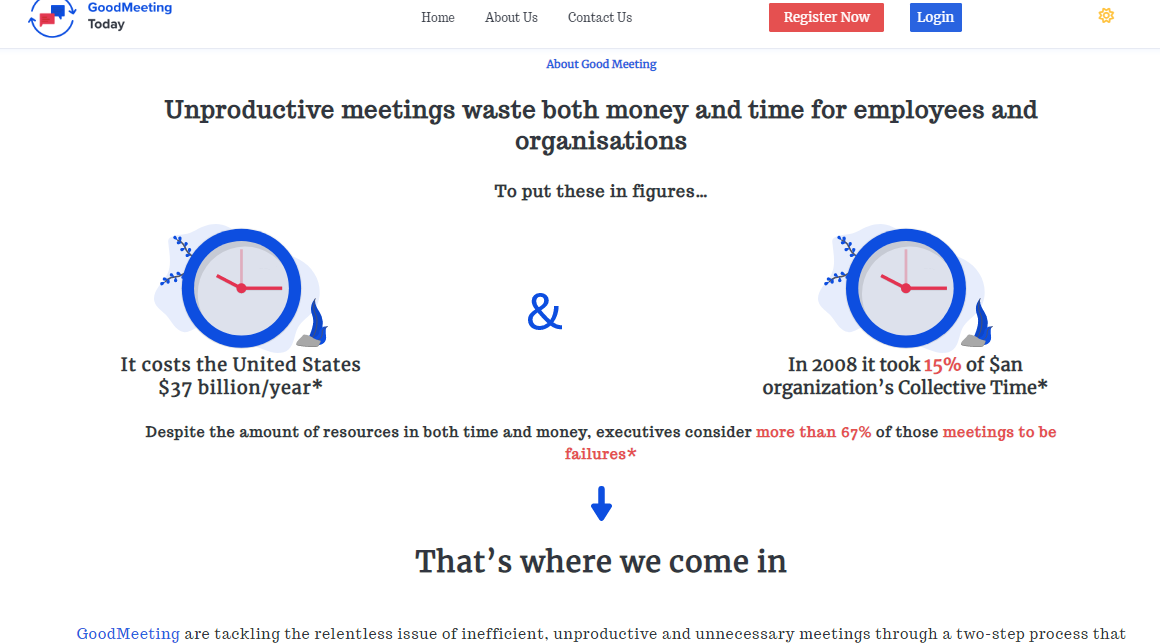 GoodMeeting
Today
Home
About Us
Contact Us
Register Now
Login
About Good Meeting
Unproductive meetings waste both money and time for employees and
organisations
To put these in figures...
&
It costs the United States
$37 billion/year*
In 2008 it took 15% of $an
organization's Collective Time*
Despite the amount of resources in both time and money, executives consider more than 67% of those meetings to be
failures*
That's where we come in
GoodMeeting are tackling the relentless issue of inefficient, unproductive and unnecessary meetings through a two-step process that